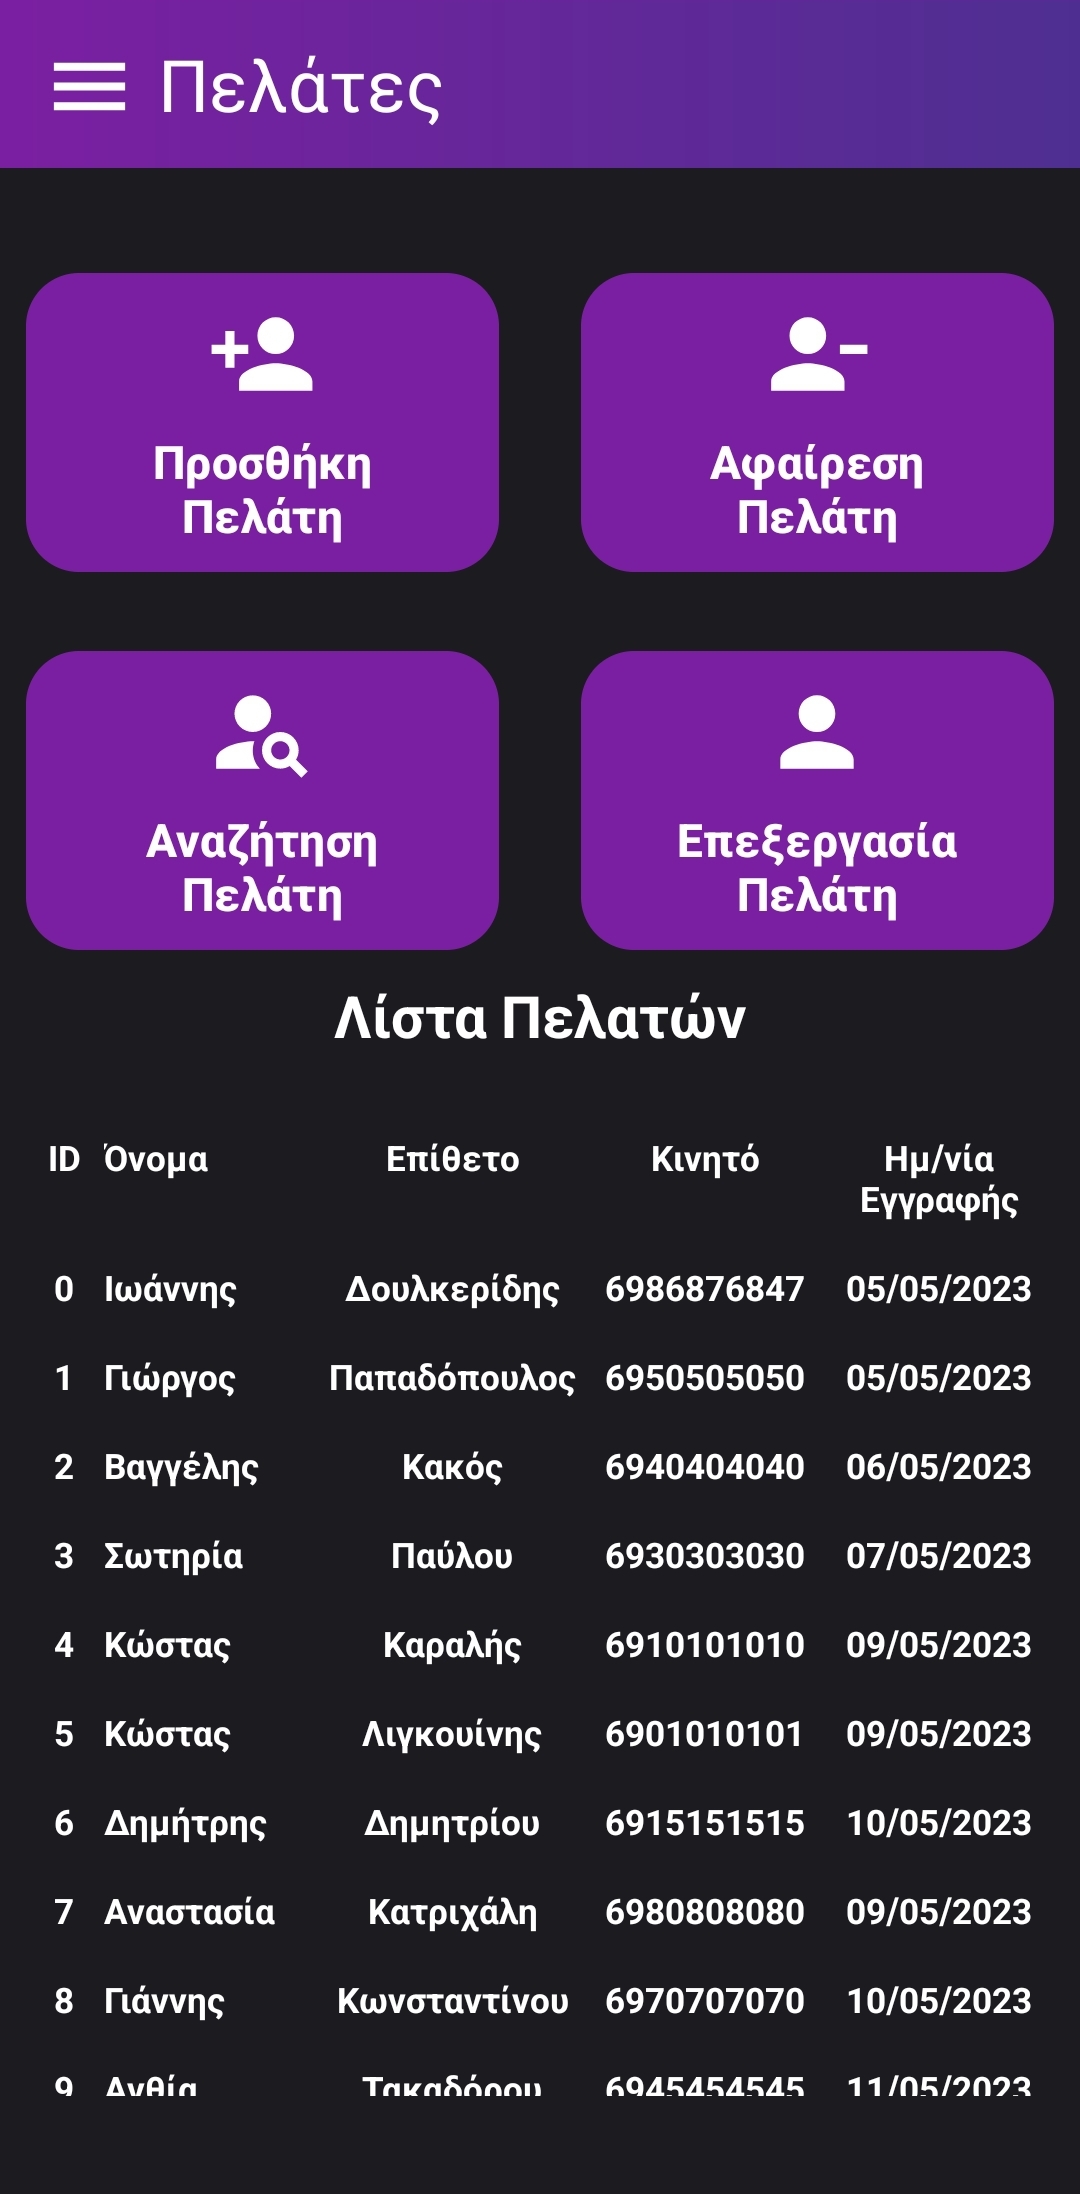 Πελάτες
Προσθήκη
Πελάτη
Αφαίρεση
Πελάτη
Αναζήτηση
Πελάτη
Επεξεργασία
Πελάτη
Λίστα Πελατών
ID Όνομα Επίθετο Κινητό Ημ/νία
Εγγραφής
0 Ιωάννης Δουλκερίδης 6986876847 05/05/2023
1 Γιώργος Παπαδόπουλος 6950505050 05/05/2023
2 Βαγγέλης Κακός 6940404040 06/05/2023
3 Σωτηρία Παύλου 6930303030 07/05/2023
4 Κώστας Καραλής 6910101010 09/05/2023
5 Κώστας Λιγκουίνης 6901010101 09/05/2023
6 Δημήτρης Δημητρίου 6915151515 10/05/2023
7 Αναστασία Κατριχάλη 6980808080 09/05/2023
8 Γιάννης Κωνσταντίνου 6970707070 10/05/2023
9 Ανθία 6945454545 11/05/2023